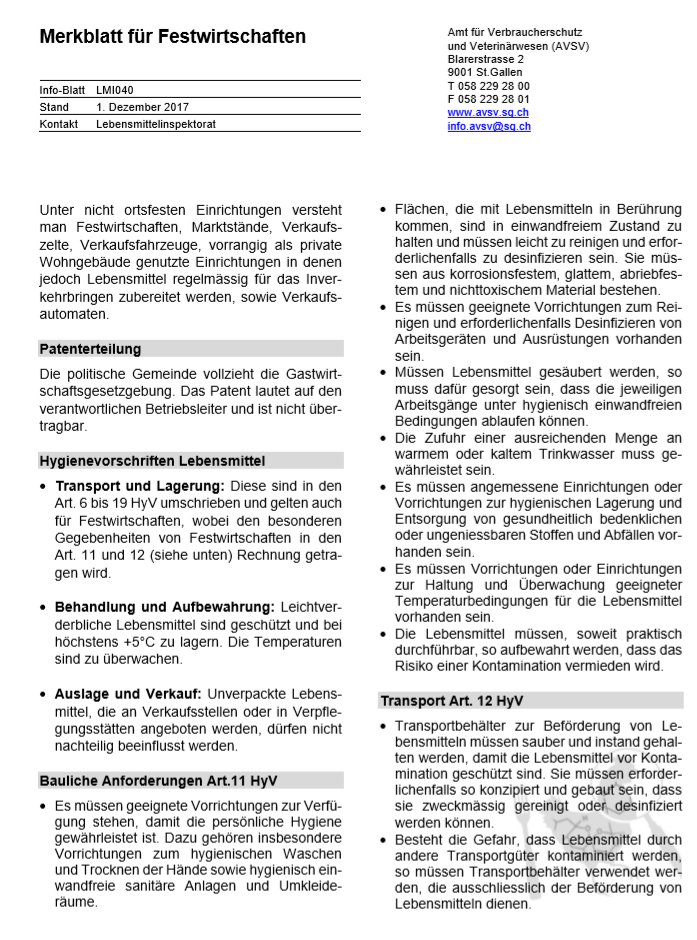 Merkblatt für Festwirtschaften
Amt für Verbraucherschutz
und Veterinärwesen (AVSV)
Blarerstrasse 2
9001 St.Gallen
T 058 229 28 00
F 058 229 28 01
www.avsv.sg.ch
info.avsv@sg.ch
Info-Blatt LMI040
Stand 1. Dezember 2017
Kontakt Lebensmittelinspektorat
Unter nicht ortsfesten Einrichtungen versteht
man Festwirtschaften, Marktstände, Verkaufs-
zelte, Verkaufsfahrzeuge, vorrangig als private
Wohngebäude genutzte Einrichtungen in denen
jedoch Lebensmittel regelmässig für das Inver-
kehrbringen zubereitet werden, sowie Verkaufs-
automaten.
Patenterteilung
Die politische Gemeinde vollzieht die Gastwirt-
schaftsgesetzgebung. Das Patent lautet auf den
verantwortlichen Betriebsleiter und ist nicht über-
tragbar.
Hygienevorschriften Lebensmittel
• Transport und Lagerung: Diese sind in den
Art. 6 bis 19 HyV umschrieben und gelten auch
für Festwirtschaften, wobei den besonderen
Gegebenheiten von Festwirtschaften in den
Art. 11 und 12 (siehe unten) Rechnung getra-
gen wird.
• Behandlung und Aufbewahrung: Leichtver-
derbliche Lebensmittel sind geschützt und bei
höchstens +5°C zu lagern. Die Temperaturen
sind zu überwachen.
• Auslage und Verkauf: Unverpackte Lebens-
mittel, die an Verkaufsstellen oder in Verpfle-
gungsstätten angeboten werden, dürfen nicht
nachteilig beeinflusst werden.
Bauliche Anforderungen Art.11 HyV
• Es müssen geeignete Vorrichtungen zur Verfü-
gung stehen, damit die persönliche Hygiene
gewährleistet ist. Dazu gehören insbesondere
Vorrichtungen zum hygienischen Waschen
und Trocknen der Hände sowie hygienisch ein-
wandfreie sanitäre Anlagen und Umkleide-
räume.
• Flächen, die mit Lebensmitteln in Berührung
kommen, sind in einwandfreiem Zustand zu
halten und müssen leicht zu reinigen und erfor-
derlichenfalls zu desinfizieren sein. Sie müs-
sen aus korrosionsfestem, glattem, abriebfes-
tem und nichttoxischem Material bestehen.
• Es müssen geeignete Vorrichtungen zum Rei-
nigen und erforderlichenfalls Desinfizieren von
Arbeitsgeräten und Ausrüstungen vorhanden
sein.
• Müssen Lebensmittel gesäubert werden, so
muss dafür gesorgt sein, dass die jeweiligen
Arbeitsgänge unter hygienisch einwandfreien
Bedingungen ablaufen können.
• Die Zufuhr einer ausreichenden Menge an
warmem oder kaltem Trinkwasser muss ge-
währleistet sein.
• Es müssen angemessene Einrichtungen oder
Vorrichtungen zur hygienischen Lagerung und
Entsorgung von gesundheitlich bedenklichen
oder ungeniessbaren Stoffen und Abfällen vor-
handen sein.
• Es müssen Vorrichtungen oder Einrichtungen
zur Haltung und Überwachung geeigneter
Temperaturbedingungen für die Lebensmittel
vorhanden sein.
• Die Lebensmittel müssen, soweit praktisch
durchführbar, so aufbewahrt werden, dass das
Risiko einer Kontamination vermieden wird.
Transport Art. 12 HyV
• Transportbehälter zur Beförderung von Le-
bensmitteln müssen sauber und instand gehal-
ten werden, damit die Lebensmittel vor Konta-
mination geschützt sind. Sie müssen erforder-
lichenfalls so konzipiert und gebaut sein, dass
sie zweckmässig gereinigt oder desinfiziert
werden können.
• Besteht die Gefahr, dass Lebensmittel durch
andere Transportgüter kontaminiert werden,
so müssen Transportbehälter verwendet wer-
den, die ausschliesslich der Beförderung von
Lebensmitteln dienen.